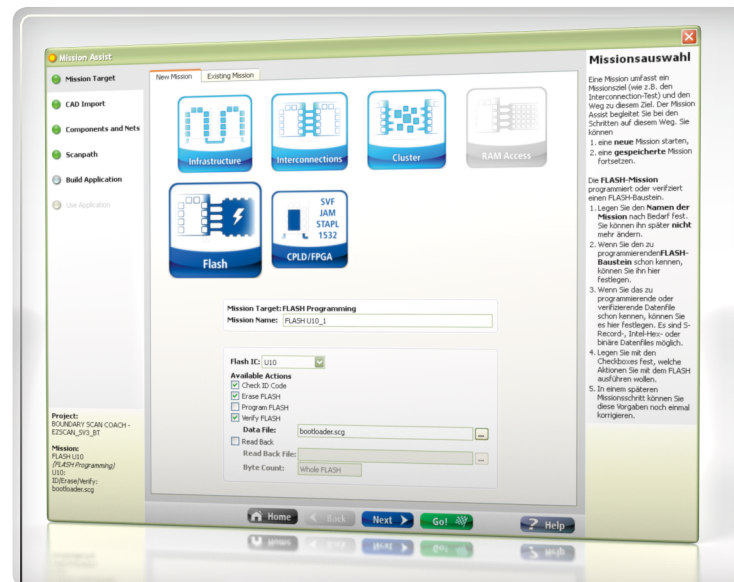 Mission Assist
Mission Target
CAD Import
Components and Nets
Scanpath
Build Application
Use Application
Project:
BOUNDARY SCAN COACH -
EZSCAN_SV3_BT
Mission:
FLASH U10
(FLASH Programming)
U10:
ID/Erase/Verify:
bootloader.scg
New Mission
Existing Mission
Infrastructure
Interconnections
Cluster
RAM Access
Flash
SVF
JAM
STAPL
1532
CPLD/FPGA
Mission Target: FLASH Programming
Mission Name: FLASH U10_1
Flash IC: U10
Available Actions
Check ID Code
Erase FLASH
Program FLASH
Verify FLASH
Data File: bootloader.scg ...
Read Back
Read Back File: ...
Byte Count: Whole FLASH
Home
Back
Next
Go!
? Help
Missionsauswahl
Eine Mission umfasst ein
Missionsziel (wie z.B. den
Interconnection-Test) und den
Weg zu diesem Ziel. Der Mission
Assist begleitet Sie bei den
Schritten auf diesem Weg. Sie
können
1. eine neue Mission starten,
2. eine gespeicherte Mission
fortsetzen.
Die FLASH-Mission
programmiert oder verifiziert
einen FLASH-Baustein.
1. Legen Sie den Namen der
Mission nach Bedarf fest.
Sie können ihn später nicht
mehr ändern.
2. Wenn Sie den zu
programmierendenFLASH-
Baustein schon kennen,
können Sie ihn hier
festlegen.
3. Wenn Sie das zu
programmierende oder
verifizierende Datenfile
schon kennen, können Sie
es hier festlegen. Es sind S-
Record-, Intel-Hex- oder
binäre Datenfiles möglich.
4. Legen Sie mit den
Checkboxes fest, welche
Aktionen Sie mit dem FLASH
ausführen wollen.
5. In einem späteren
Missionsschritt können Sie
diese Vorgaben noch einmal
korrigieren.